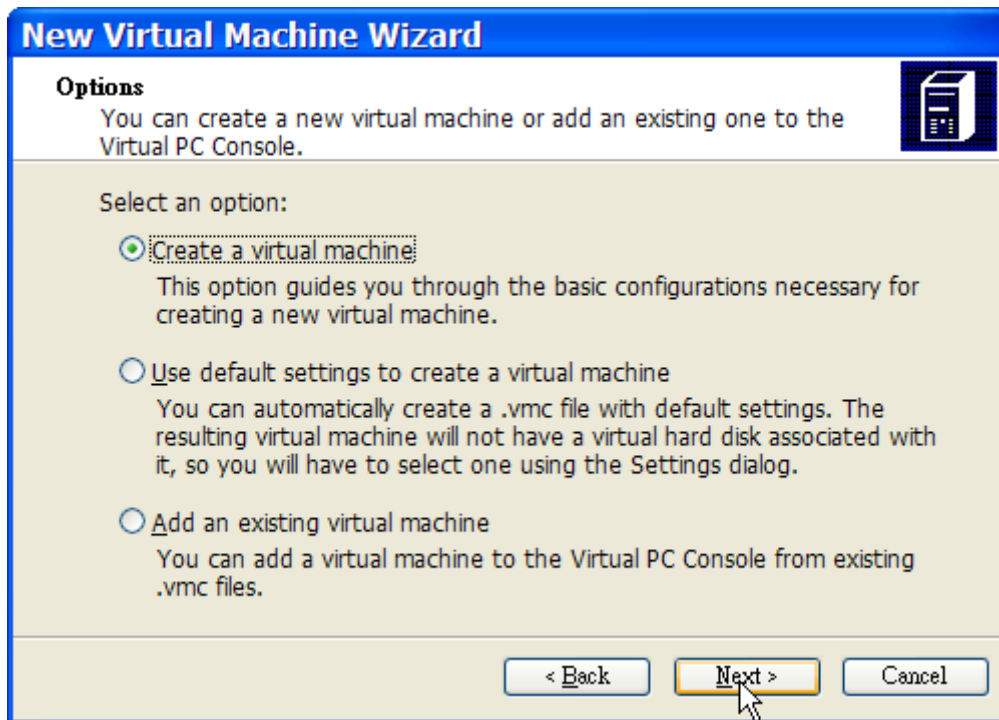 New Virtual Machine Wizard
Options
You can create a new virtual machine or add an existing one to the
Virtual PC Console.
Select an option:
Create a virtual machine
This option guides you through the basic configurations necessary for
creating a new virtual machine.
Use default settings to create a virtual machine
You can automatically create a .vmc file with default settings. The
resulting virtual machine will not have a virtual hard disk associated with
it, so you will have to select one using the Settings dialog.
Add an existing virtual machine
You can add a virtual machine to the Virtual PC Console from existing
.vmc files.
< Back Next > Cancel